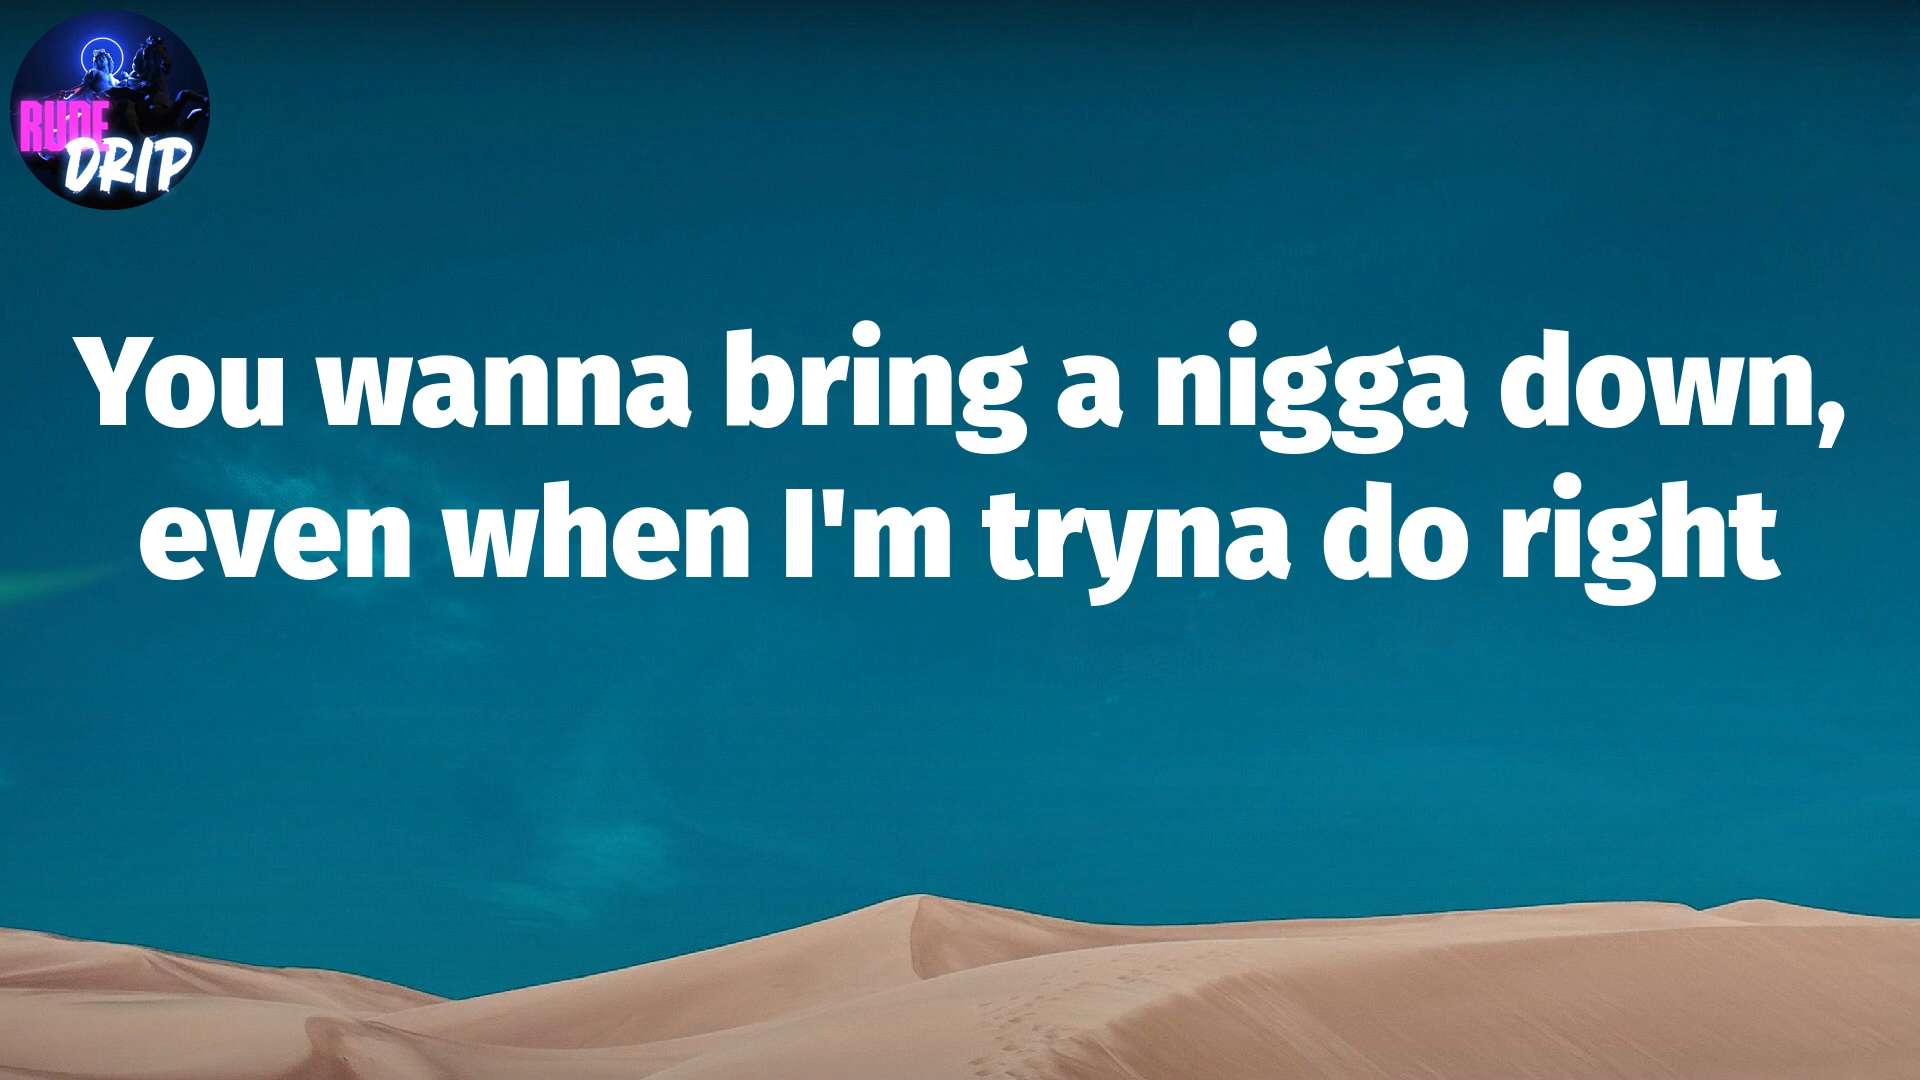 RUDE
DRIP
You wanna bring a nigga down,
even when I'm tryna do right